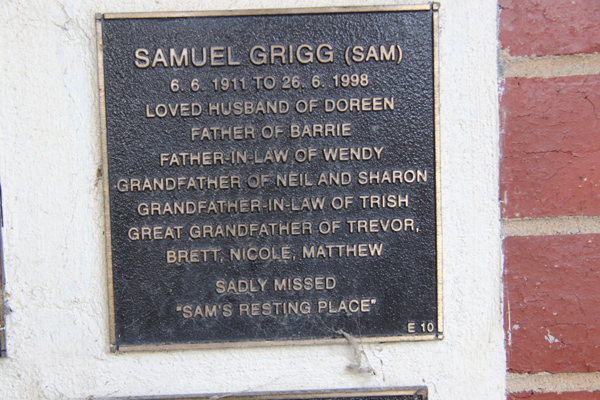 SAMUEL GRIGG (SAM)
6. 6. 1911 TO 26. 6. 1998
LOVED HUSBAND OF DOREEN
FATHER OF BARRIE
FATHER-IN-LAW OF WENDY
GRANDFATHER OF NEIL AND SHARON
GRANDFATHER-IN-LAW OF TRISH
GREAT GRANDFATHER OF TREVOR,
BRETT, NICOLE, MATTHEW
SADLY MISSED
"SAM'S RESTING PLACE"
E 10